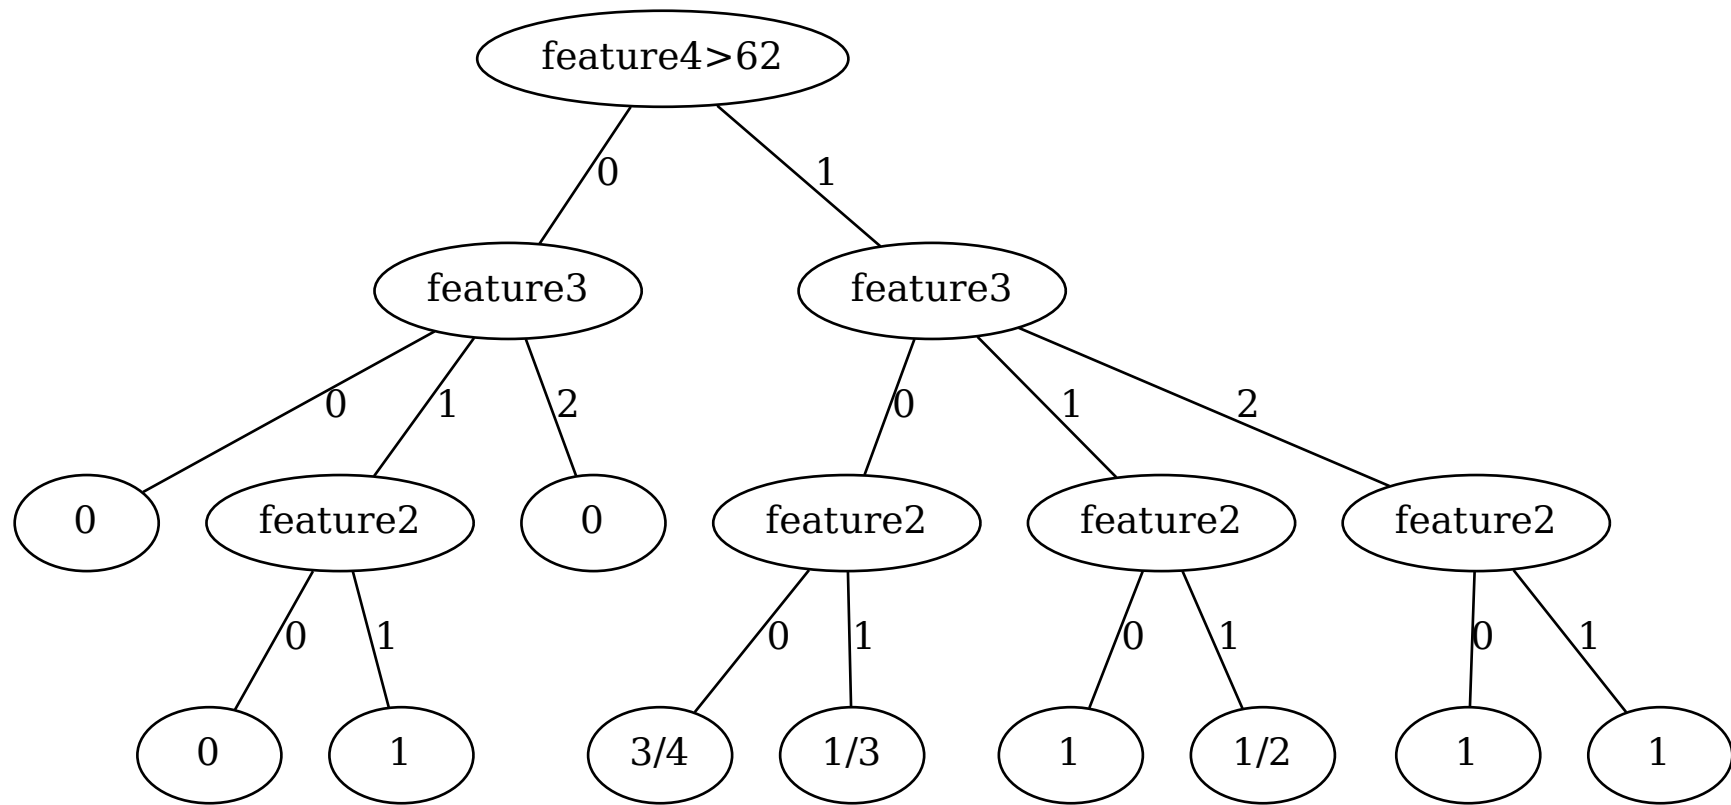 feature4>62
0 1
feature3 feature3
0 1 2 0 1 2
0 feature2 0 feature2 feature2 feature2
0 1 0 1 0 1 0 1
0 1 3/4 1/3 1 1/2 1 1